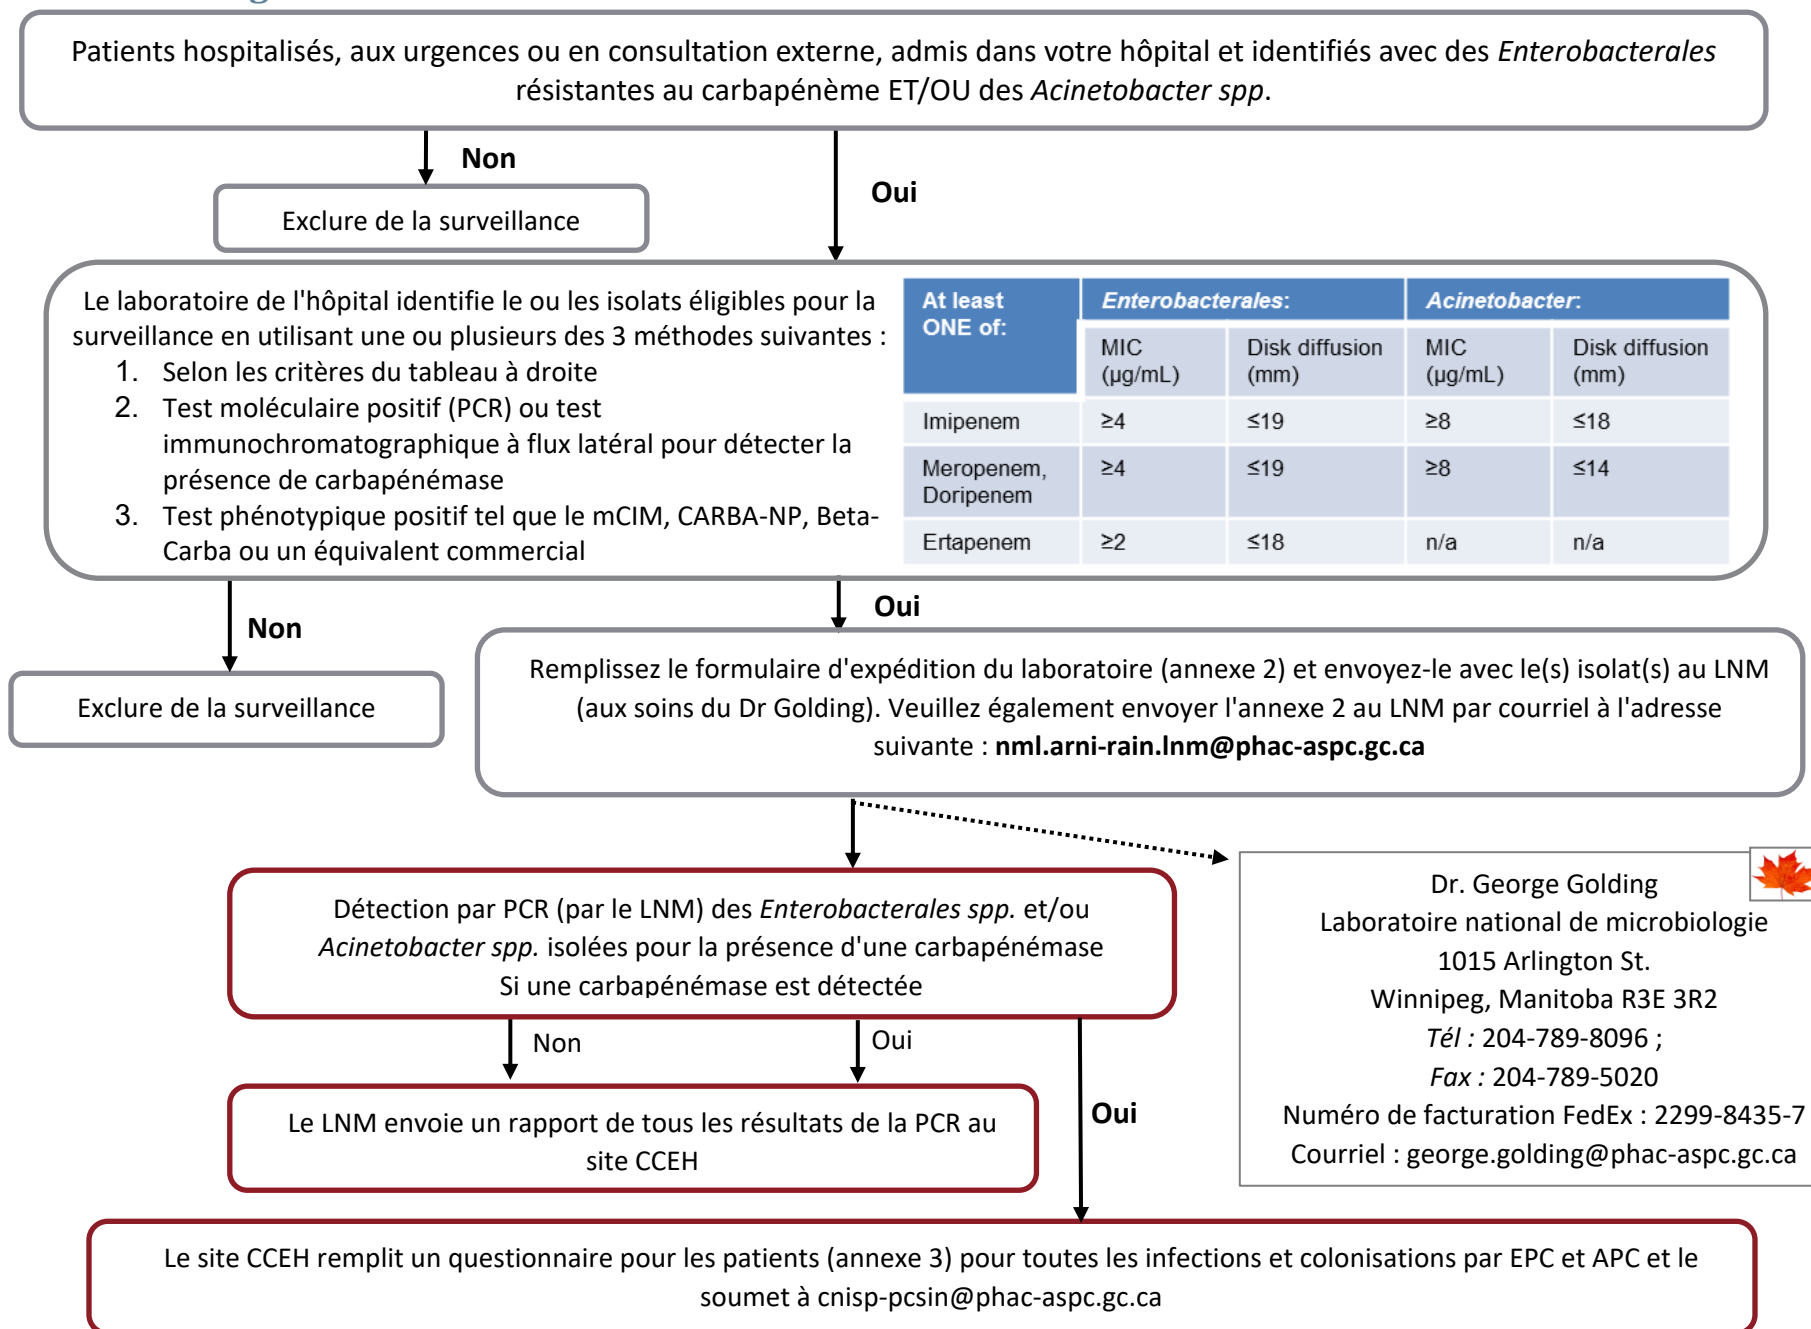 Patients hospitalisés, aux urgences ou en consultation externe, admis dans votre hôpital et identifiés avec des Enterobacterales
résistantes au carbapénème ET/OU des Acinetobacter spp.
Non
Oui
Exclure de la surveillance
Le laboratoire de l'hôpital identifie le ou les isolats éligibles pour la
surveillance en utilisant une ou plusieurs des 3 méthodes suivantes :
1. Selon les critères du tableau à droite
2. Test moléculaire positif (PCR) ou test
immunochromatographique à flux latéral pour détecter la
présence de carbapénémase
3. Test phénotypique positif tel que le mCIM, CARBA-NP, Beta-
Carba ou un équivalent commercial
At least ONE of: Enterobacterales: Acinetobacter:
MIC (µg/mL) Disk diffusion (mm) MIC (µg/mL) Disk diffusion (mm)
Imipenem ≥4 ≤19 ≥8 ≤18
Meropenem, Doripenem ≥4 ≤19 ≥8 ≤14
Ertapenem ≥2 ≤18 n/a n/a
Non
Oui
Exclure de la surveillance
Remplissez le formulaire d'expédition du laboratoire (annexe 2) et envoyez-le avec le(s) isolat(s) au LNM
(aux soins du Dr Golding). Veuillez également envoyer l'annexe 2 au LNM par courriel à l'adresse
suivante : nml.arni-rain.lnm@phac-aspc.gc.ca
Détection par PCR (par le LNM) des Enterobacterales spp. et/ou
Acinetobacter spp. isolées pour la présence d'une carbapénémase
Si une carbapénémase est détectée
Dr. George Golding
Laboratoire national de microbiologie
1015 Arlington St.
Winnipeg, Manitoba R3E 3R2
Tél : 204-789-8096 ;
Fax : 204-789-5020
Numéro de facturation FedEx : 2299-8435-7
Courriel : george.golding@phac-aspc.gc.ca
Non
Oui
Oui
Le LNM envoie un rapport de tous les résultats de la PCR au
site CCEH
Le site CCEH remplit un questionnaire pour les patients (annexe 3) pour toutes les infections et colonisations par EPC et APC et le
soumet à cnisp-pcsin@phac-aspc.gc.ca